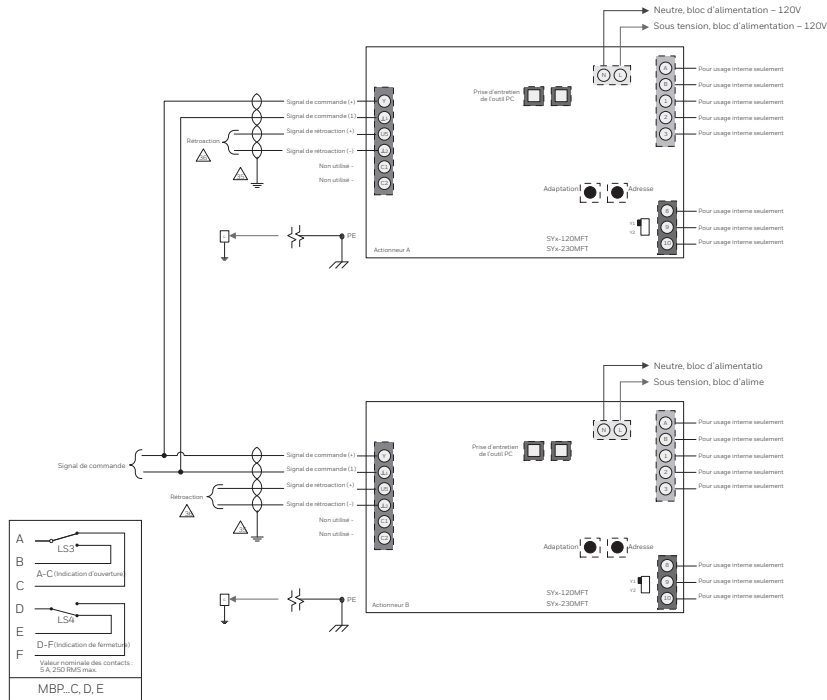 Neutre, bloc d'alimentation – 120V
Sous tension, bloc d'alimentation – 120V
N L
Prise d'entretien
de l'outil PC
A Pour usage interne seulement
B Pour usage interne seulement
1 Pour usage interne seulement
2 Pour usage interne seulement
3 Pour usage interne seulement
Signal de commande (+) Y
Signal de commande (1)
Rétroaction
Signal de rétroaction (+) U5
Signal de rétroaction (-)
Non utilisé - C1
Non utilisé - C2
Adaptation Adresse
8 Pour usage interne seulement
Y1
Y2
9 Pour usage interne seulement
10 Pour usage interne seulement
PE
SYx-120MFT
SYx-230MFT
Actionneur A
Neutre, bloc d'alimentatio
Sous tension, bloc d'alime
N L
Prise d'entretien
de l'outil PC
A Pour usage interne seulement
B Pour usage interne seulement
1 Pour usage interne seulement
2 Pour usage interne seulement
3 Pour usage interne seulement
Signal de commande
Signal de commande (+) Y
Signal de commande (1)
Rétroaction
Signal de rétroaction (+) U5
Signal de rétroaction (-)
Non utilisé - C1
Non utilisé - C2
Adaptation Adresse
8 Pour usage interne seulement
Y1
Y2
9 Pour usage interne seulement
10 Pour usage interne seulement
PE
SYx-120MFT
SYx-230MFT
Actionneur B
A
LS3
B
A-C (Indication d'ouverture)
C
D
LS4
E
D-F (Indication de fermeture)
F
Valeur nominale des contacts :
5 A, 250 RMS max.
MBP...C, D, E